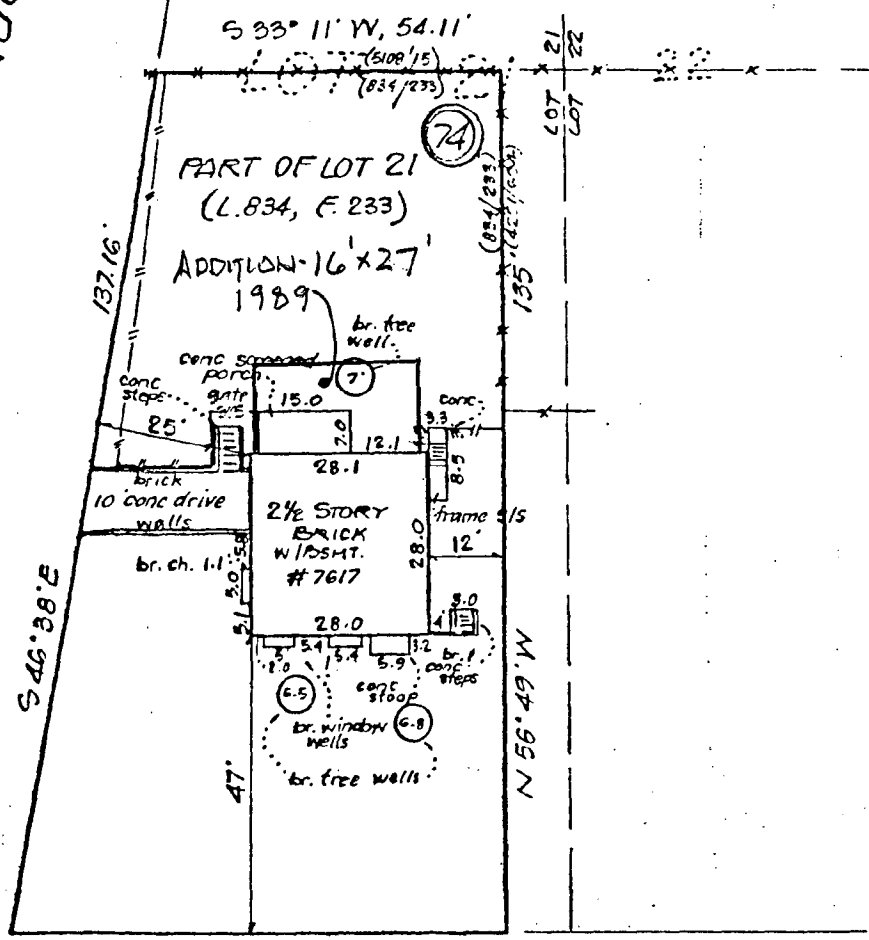 S 33° 11' W, 54.11'
(5108/15)
(834/233)
LOT 21
LOT 22
74
PART OF LOT 21
(L.834, F. 233)
(834/233)
ADDITION-16'x27'
1989
137.16'
135'
br. tree
well
conc screened
porch
7'
conc
steps
gate
15.0
conc
3.3
25'
7.0
12.1
8.5
28.1
brick
10' conc drive
walls
2½ STORY
BRICK
W/BSMT.
# 7617
frame s/s
28.0
12'
br. ch. 1.1'
5.8
5.0
3.1
28.0
3.0
4'
5
2.0
5.4
5.4
5.9
3.2
br. &
conc
steps
conc
stoop
6.5
6.8
br. window
wells
br. tree wells
47'
S 46° 38' E
N 56° 49' W